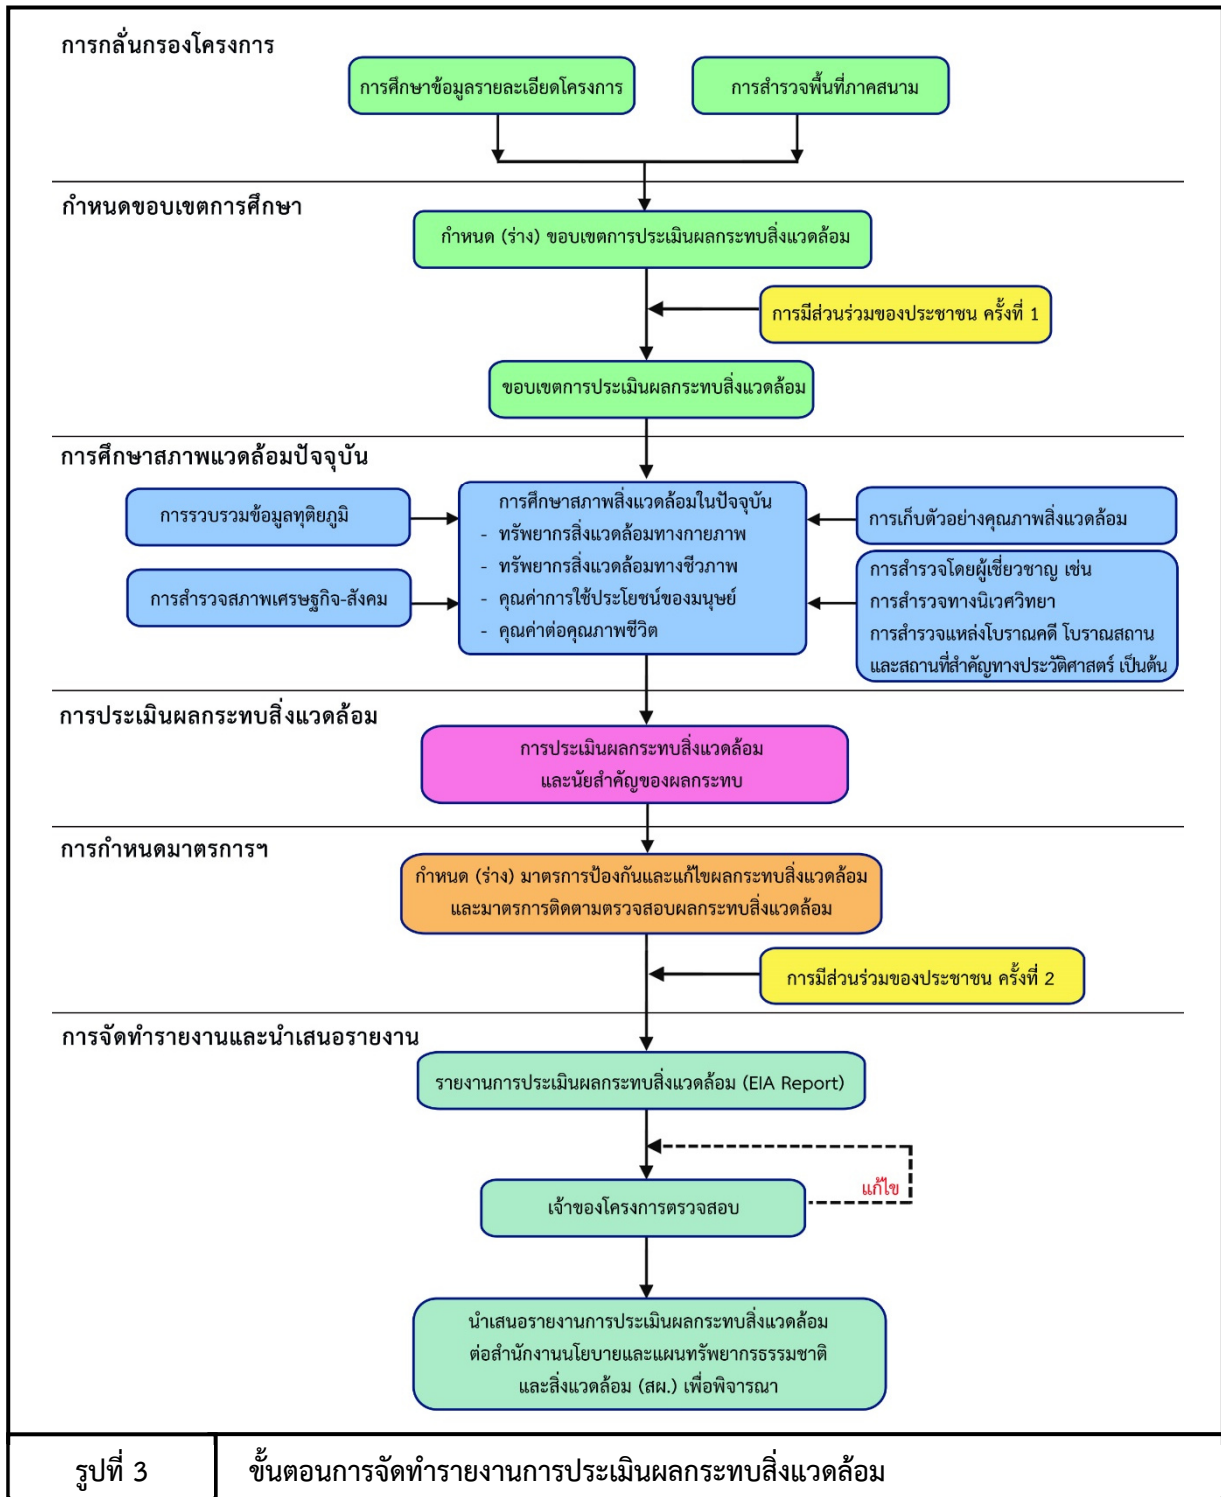 การกลั่นกรองโครงการ
การศึกษาข้อมูลรายละเอียดโครงการ
การสำรวจพื้นที่ภาคสนาม
กำหนดขอบเขตการศึกษา
กำหนด (ร่าง) ขอบเขตการประเมินผลกระทบสิ่งแวดล้อม
การมีส่วนร่วมของประชาชน ครั้งที่ 1
ขอบเขตการประเมินผลกระทบสิ่งแวดล้อม
การศึกษาสภาพแวดล้อมปัจจุบัน
การรวบรวมข้อมูลทุติยภูมิ
การสำรวจสภาพเศรษฐกิจ-สังคม
การศึกษาสภาพสิ่งแวดล้อมในปัจจุบัน
- ทรัพยากรสิ่งแวดล้อมทางกายภาพ
- ทรัพยากรสิ่งแวดล้อมทางชีวภาพ
- คุณค่าการใช้ประโยชน์ของมนุษย์
- คุณค่าต่อคุณภาพชีวิต
การเก็บตัวอย่างคุณภาพสิ่งแวดล้อม
การสำรวจโดยผู้เชี่ยวชาญ เช่น
การสำรวจทางนิเวศวิทยา
การสำรวจแหล่งโบราณคดี โบราณสถาน
และสถานที่สำคัญทางประวัติศาสตร์ เป็นต้น
การประเมินผลกระทบสิ่งแวดล้อม
การประเมินผลกระทบสิ่งแวดล้อม
และนัยสำคัญของผลกระทบ
การกำหนดมาตรการฯ
กำหนด (ร่าง) มาตรการป้องกันและแก้ไขผลกระทบสิ่งแวดล้อม
และมาตรการติดตามตรวจสอบผลกระทบสิ่งแวดล้อม
การมีส่วนร่วมของประชาชน ครั้งที่ 2
การจัดทำรายงานและนำเสนอรายงาน
รายงานการประเมินผลกระทบสิ่งแวดล้อม (EIA Report)
แก้ไข
เจ้าของโครงการตรวจสอบ
นำเสนอรายงานการประเมินผลกระทบสิ่งแวดล้อม
ต่อสำนักงานนโยบายและแผนทรัพยากรธรรมชาติ
และสิ่งแวดล้อม (สผ.) เพื่อพิจารณา
รูปที่ 3
ขั้นตอนการจัดทำรายงานการประเมินผลกระทบสิ่งแวดล้อม